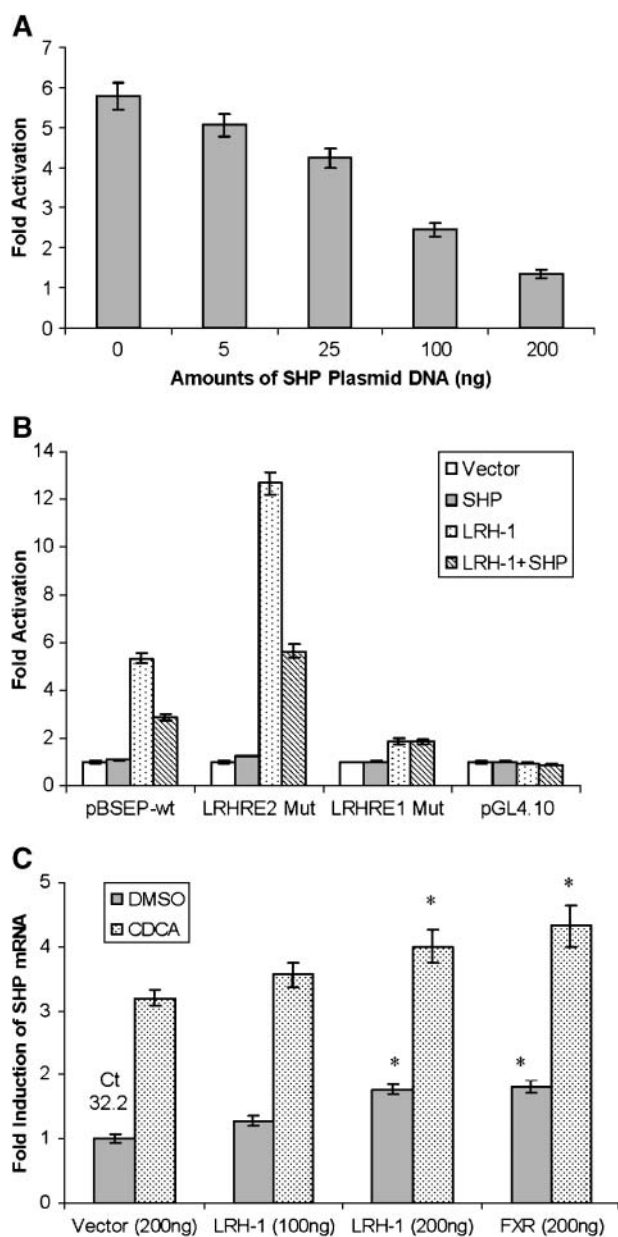 A
Fold Activation
7
6
5
4
3
2
1
0
0 5 25 100 200
Amounts of SHP Plasmid DNA (ng)
B
Fold Activation
14
12
10
8
6
4
2
0
Vector
SHP
LRH-1
LRH-1+SHP
pBSEP-wt LRHRE2 Mut LRHRE1 Mut pGL4.10
C
Fold Induction of SHP mRNA
5
4
3
2
1
0
DMSO
CDCA
Ct
32.2
* *
* *
Vector (200ng) LRH-1 (100ng) LRH-1 (200ng) FXR (200ng)